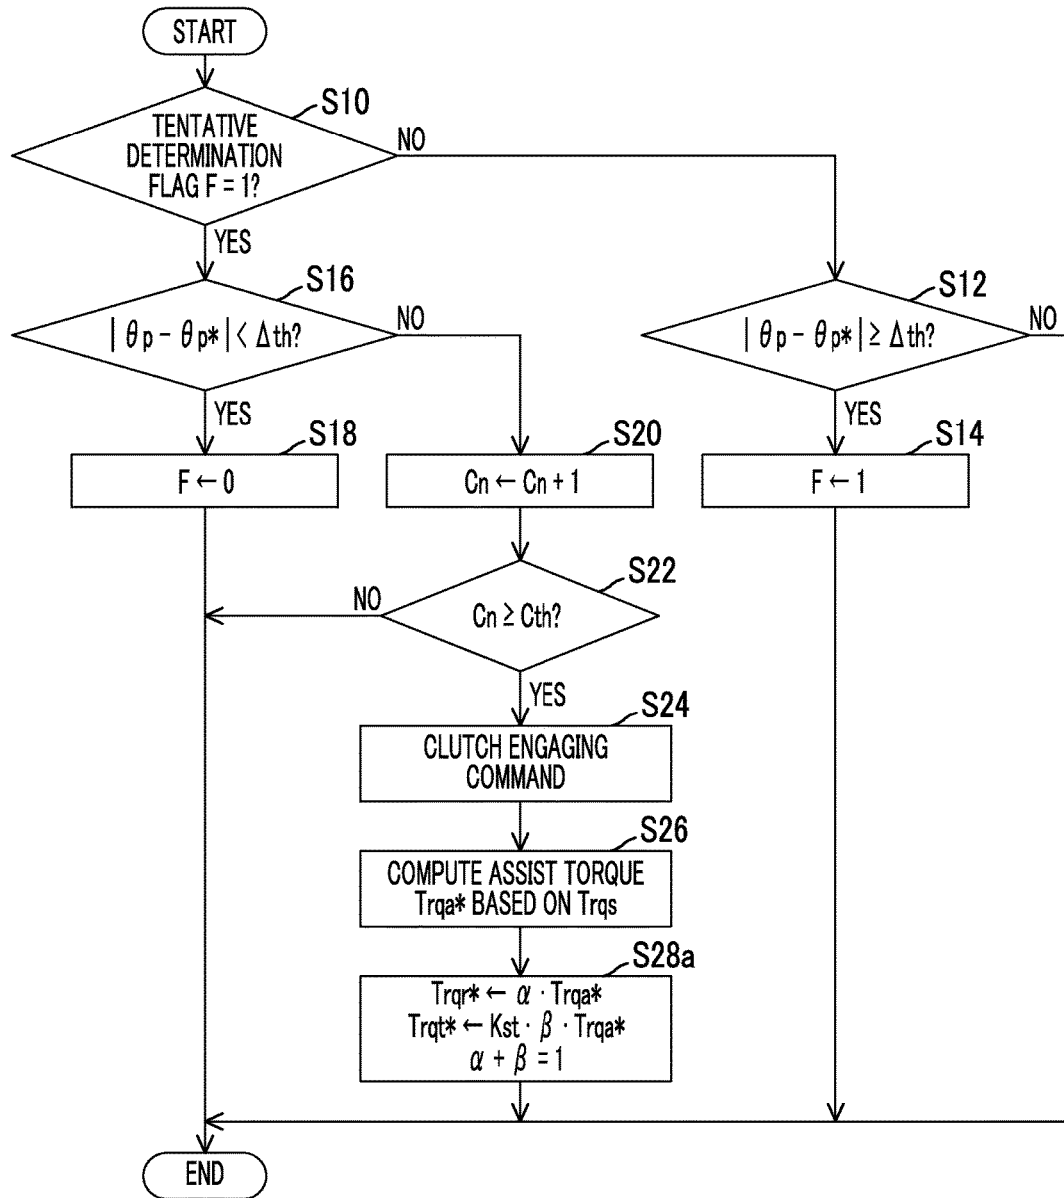 START
S10
TENTATIVE
DETERMINATION
FLAG F = 1?
NO
YES
S16
| θp - θp* | < Δth?
NO
S12
| θp - θp* | ≥ Δth?
NO
YES
YES
S18
F ← 0
S20
Cn ← Cn + 1
S14
F ← 1
S22
NO
Cn ≥ Cth?
YES
S24
CLUTCH ENGAGING
COMMAND
S26
COMPUTE ASSIST TORQUE
Trqa* BASED ON Trqs
S28a
Trqr* ← α · Trqa*
Trqt* ← Kst · β · Trqa*
α + β = 1
END